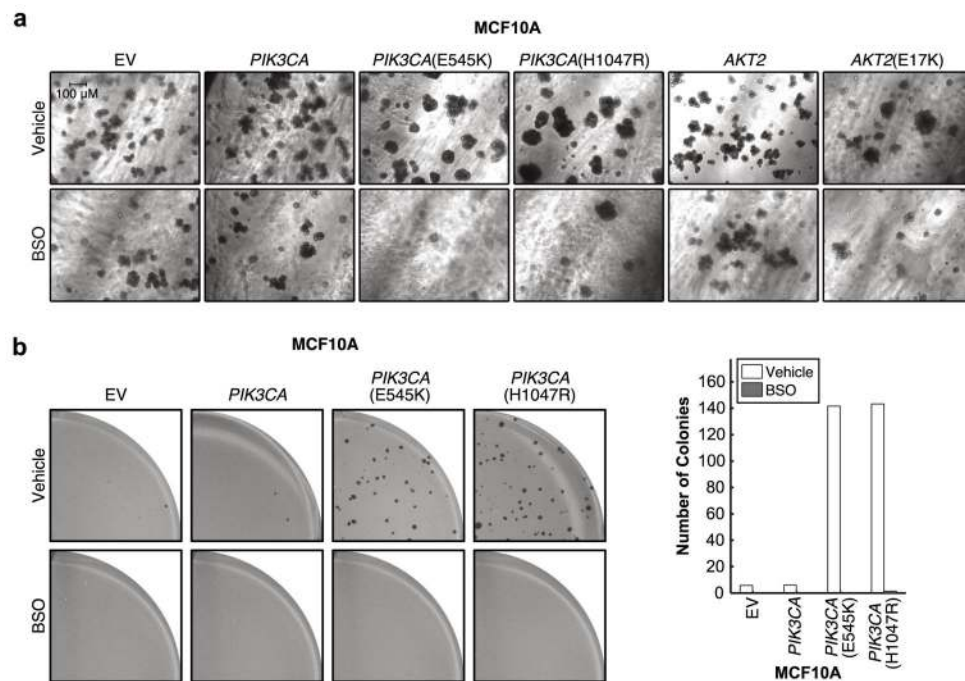 a
MCF10A
EV PIK3CA PIK3CA(E545K) PIK3CA(H1047R) AKT2 AKT2(E17K)
Vehicle
100 µM
BSO
b
MCF10A
EV PIK3CA PIK3CA (E545K) PIK3CA (H1047R)
Vehicle
BSO
Vehicle
BSO
Number of Colonies
160
140
120
100
80
60
40
20
0
EV
PIK3CA
PIK3CA (E545K)
PIK3CA (H1047R)
MCF10A